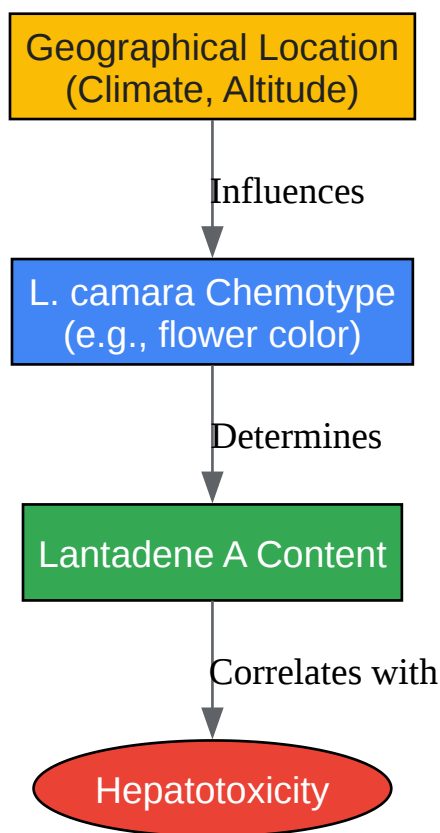 Geographical Location
(Climate, Altitude)
Influences
L. camara Chemotype
(e.g., flower color)
Determines
Lantadene A Content
Correlates with
Hepatotoxicity